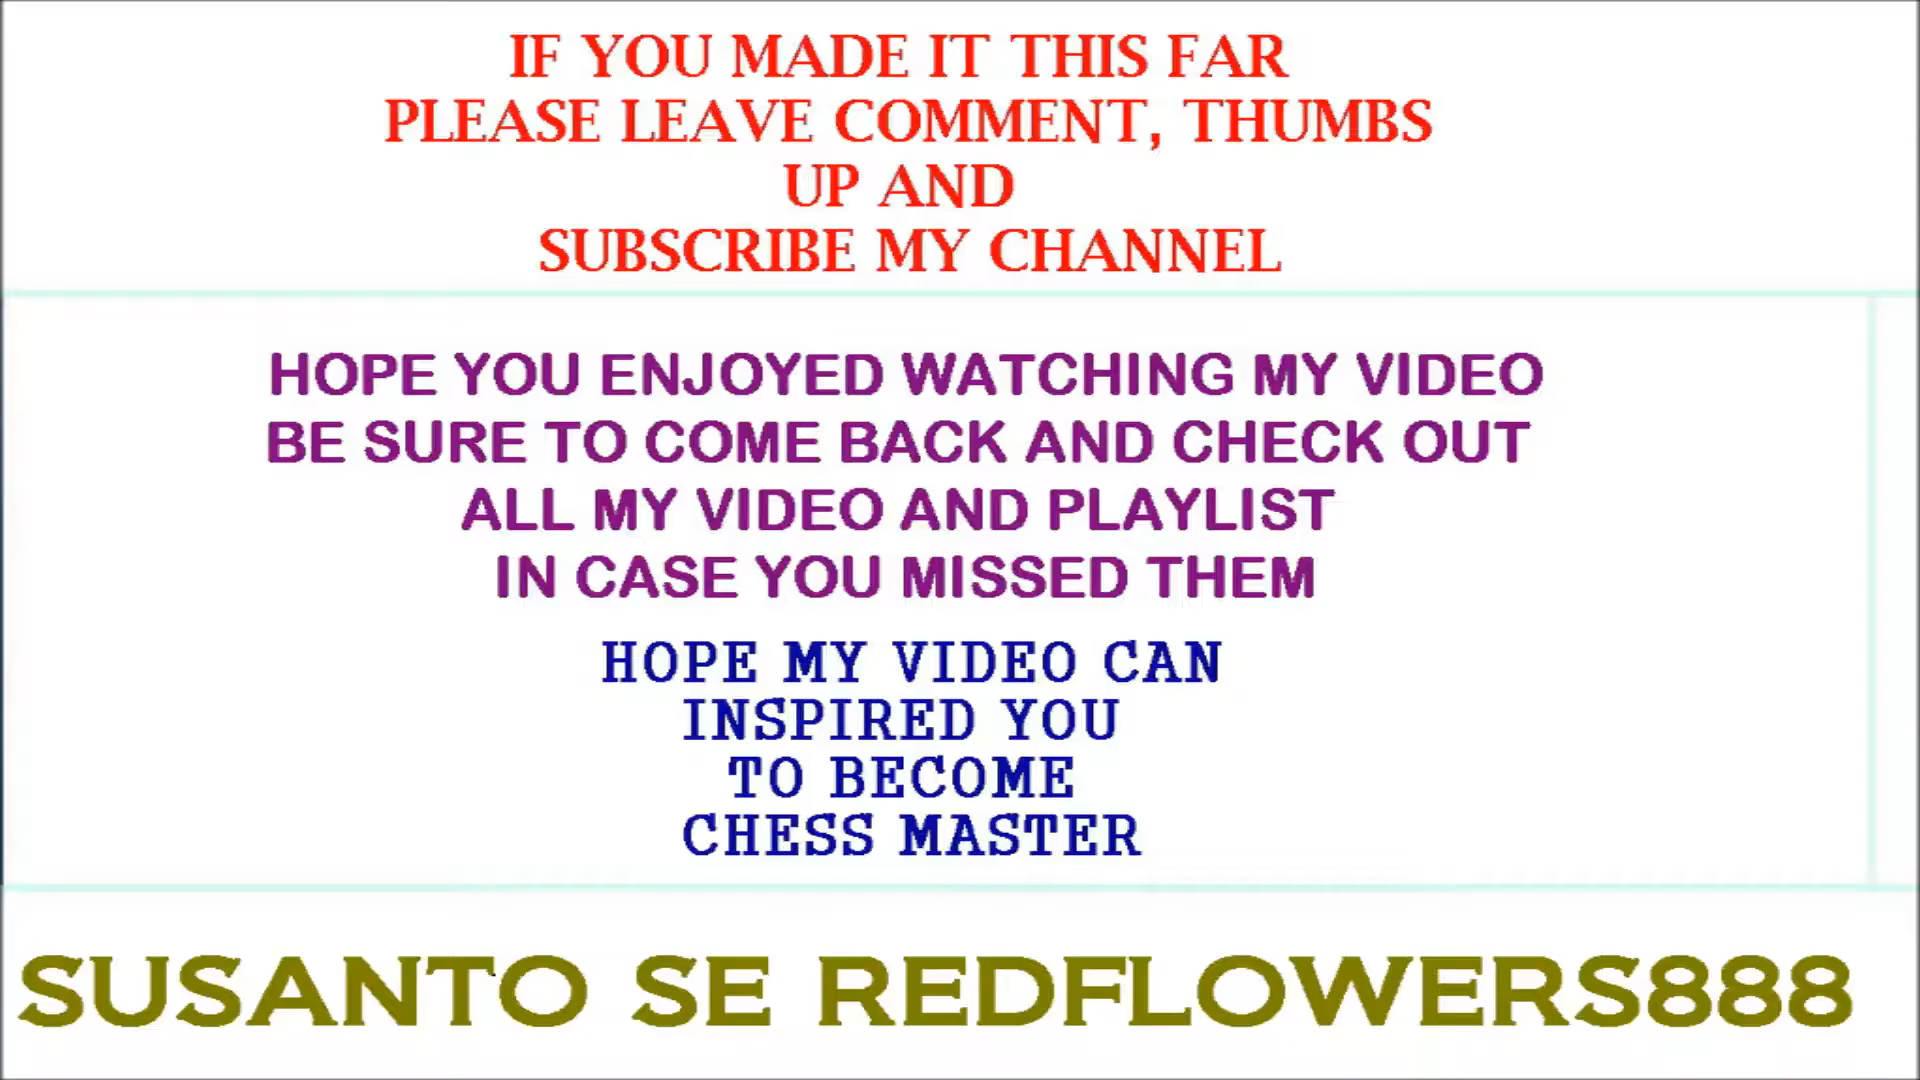 IF YOU MADE IT THIS FAR
PLEASE LEAVE COMMENT, THUMBS
UP AND
SUBSCRIBE MY CHANNEL
HOPE YOU ENJOYED WATCHING MY VIDEO
BE SURE TO COME BACK AND CHECK OUT
ALL MY VIDEO AND PLAYLIST
IN CASE YOU MISSED THEM
HOPE MY VIDEO CAN
INSPIRED YOU
TO BECOME
CHESS MASTER
SUSANTO SE REDFLOWERS888